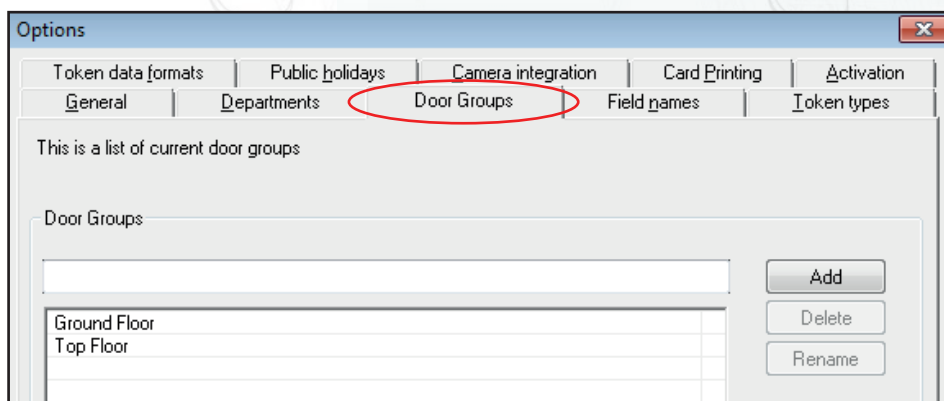 Options
Token data formats Public holidays Camera integration Card Printing Activation
General Departments Door Groups Field names Token types
This is a list of current door groups
Door Groups
Add
Ground Floor
Delete
Top Floor
Rename